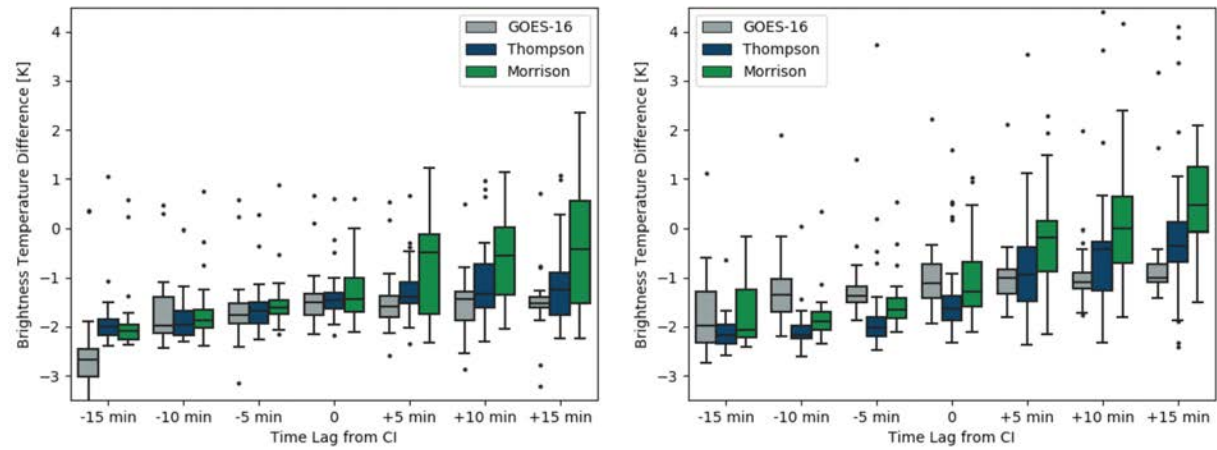 4
3
2
1
0
−1
−2
−3
Brightness Temperature Difference [K]
GOES-16
Thompson
Morrison
-15 min
-10 min
-5 min
0
+5 min
+10 min
+15 min
Time Lag from CI
4
3
2
1
0
−1
−2
−3
Brightness Temperature Difference [K]
GOES-16
Thompson
Morrison
-15 min
-10 min
-5 min
0
+5 min
+10 min
+15 min
Time Lag from CI